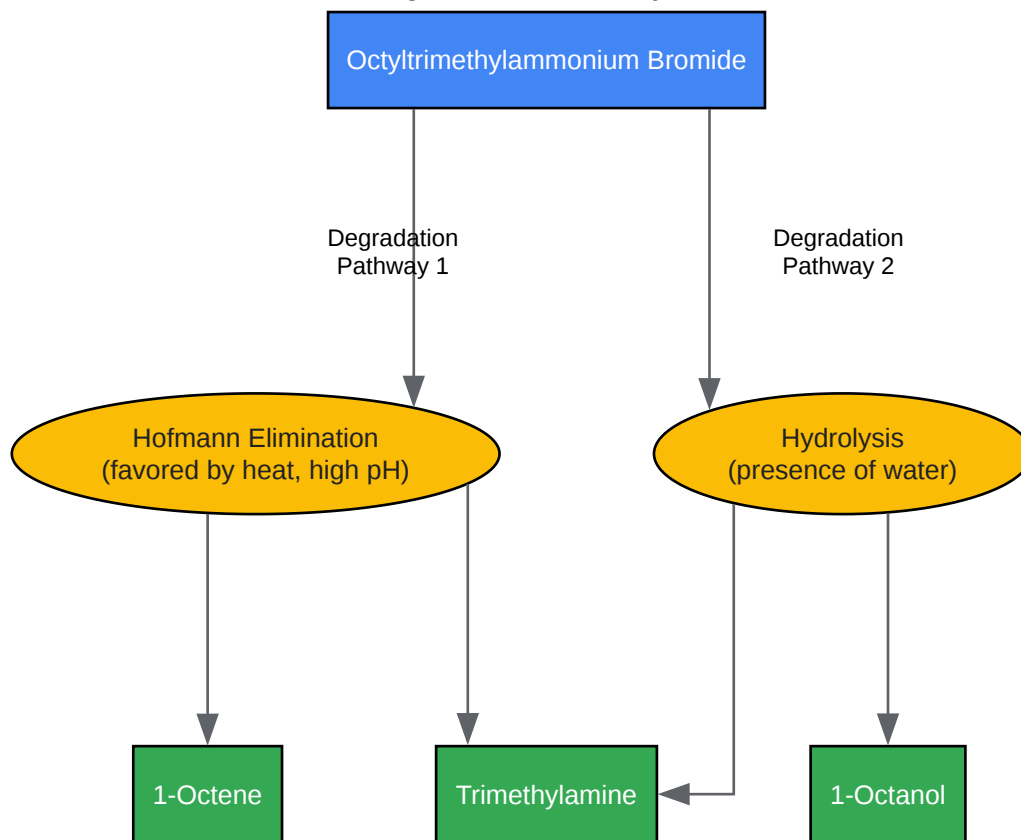 Octyltrimethylammonium Bromide
Degradation
Pathway 1
Degradation
Pathway 2
Hofmann Elimination
(favored by heat, high pH)
Hydrolysis
(presence of water)
1-Octene
Trimethylamine
1-Octanol